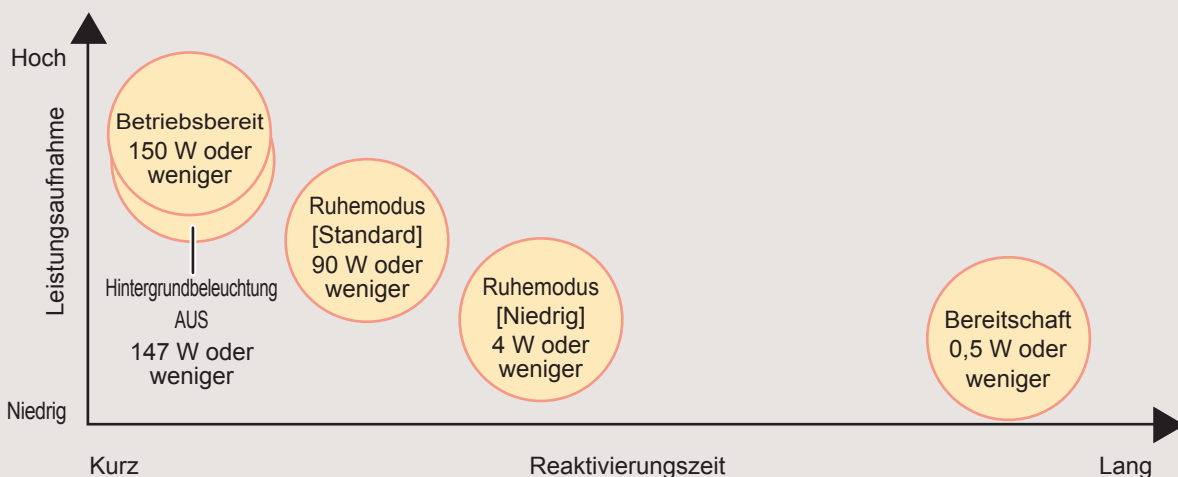 Hoch
Leistungsaufnahme
Betriebsbereit
150 W oder
weniger
Hintergrundbeleuchtung
AUS
147 W oder
weniger
Ruhemodus
[Standard]
90 W oder
weniger
Ruhemodus
[Niedrig]
4 W oder
weniger
Bereitschaft
0,5 W oder
weniger
Niedrig
Kurz
Reaktivierungszeit
Lang